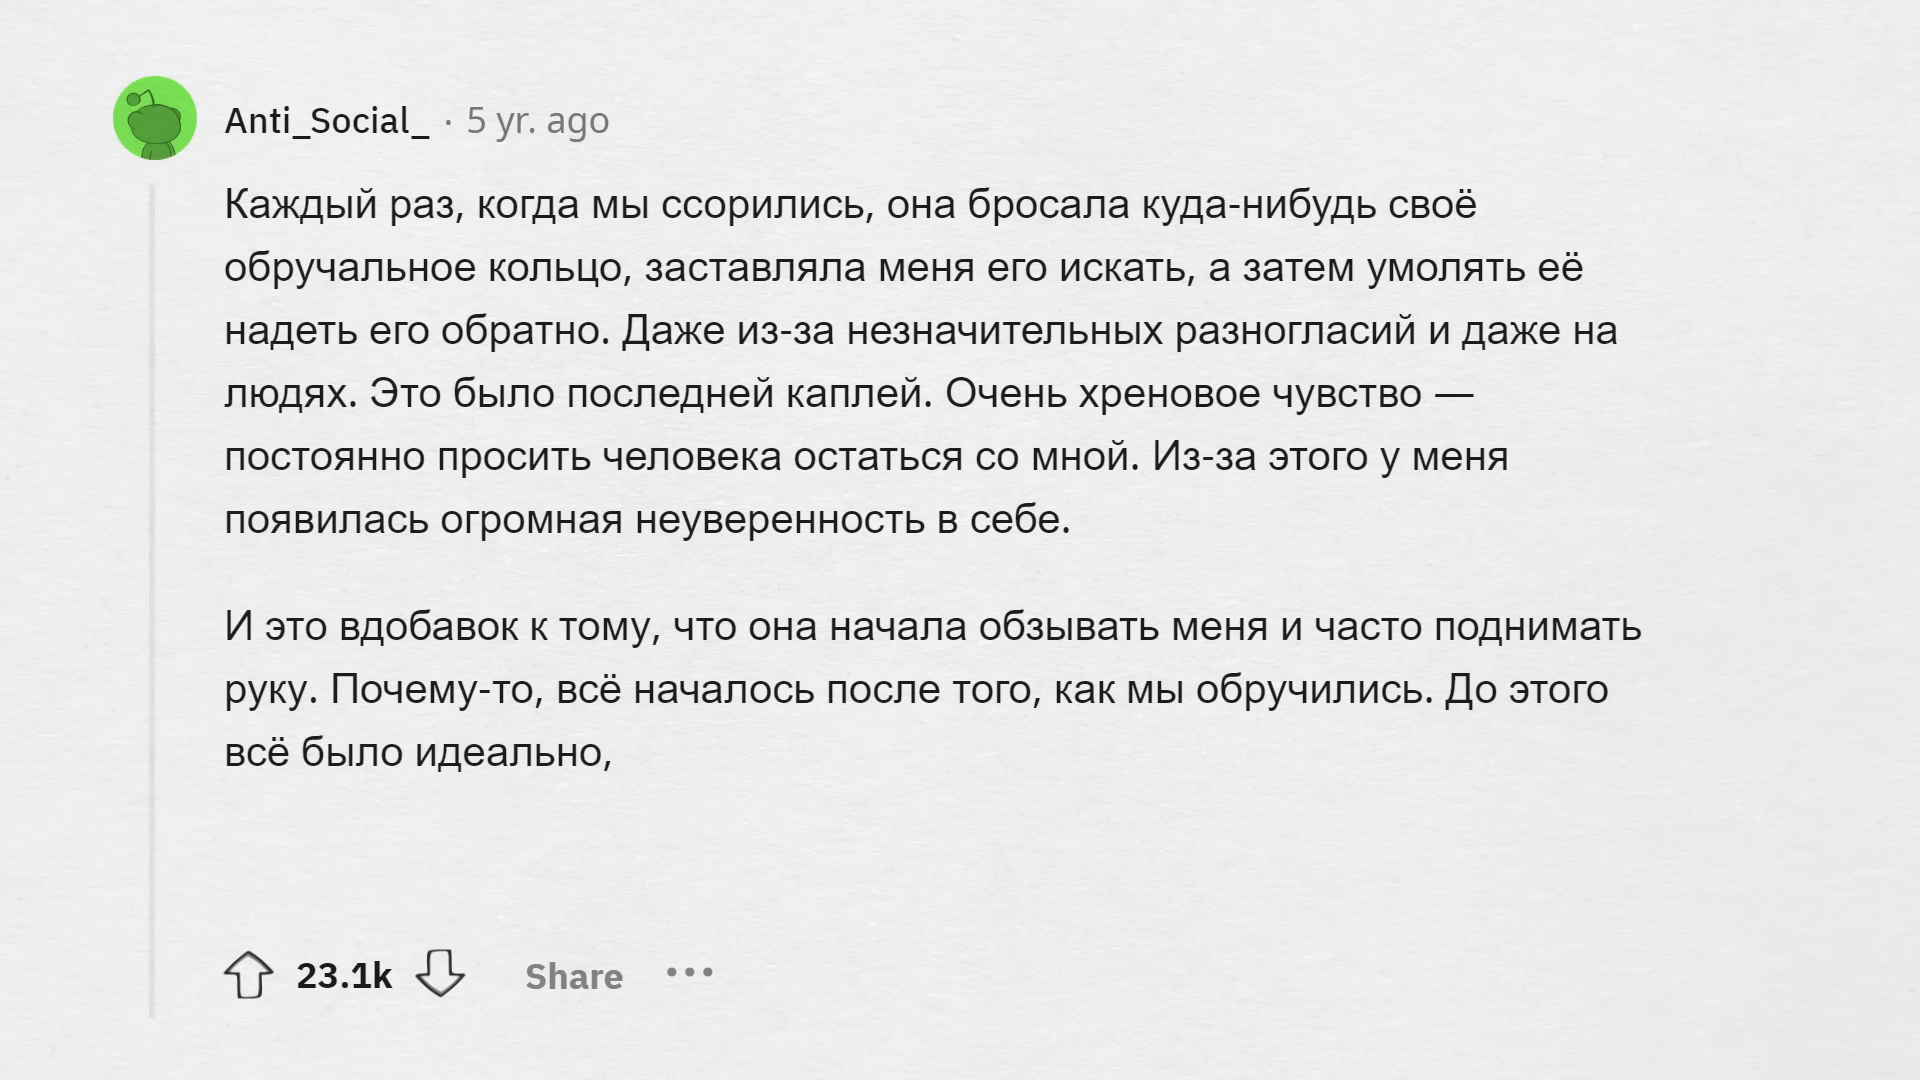 Anti_Social_ · 5 yr. ago
Каждый раз, когда мы ссорились, она бросала куда-нибудь своё
обручальное кольцо, заставляла меня его искать, а затем умолять её
надеть его обратно. Даже из-за незначительных разногласий и даже на
людях. Это было последней каплей. Очень хреновое чувство —
постоянно просить человека остаться со мной. Из-за этого у меня
появилась огромная неуверенность в себе.
И это вдобавок к тому, что она начала обзывать меня и часто поднимать
руку. Почему-то, всё началось после того, как мы обручились. До этого
всё было идеально,
23.1k Share